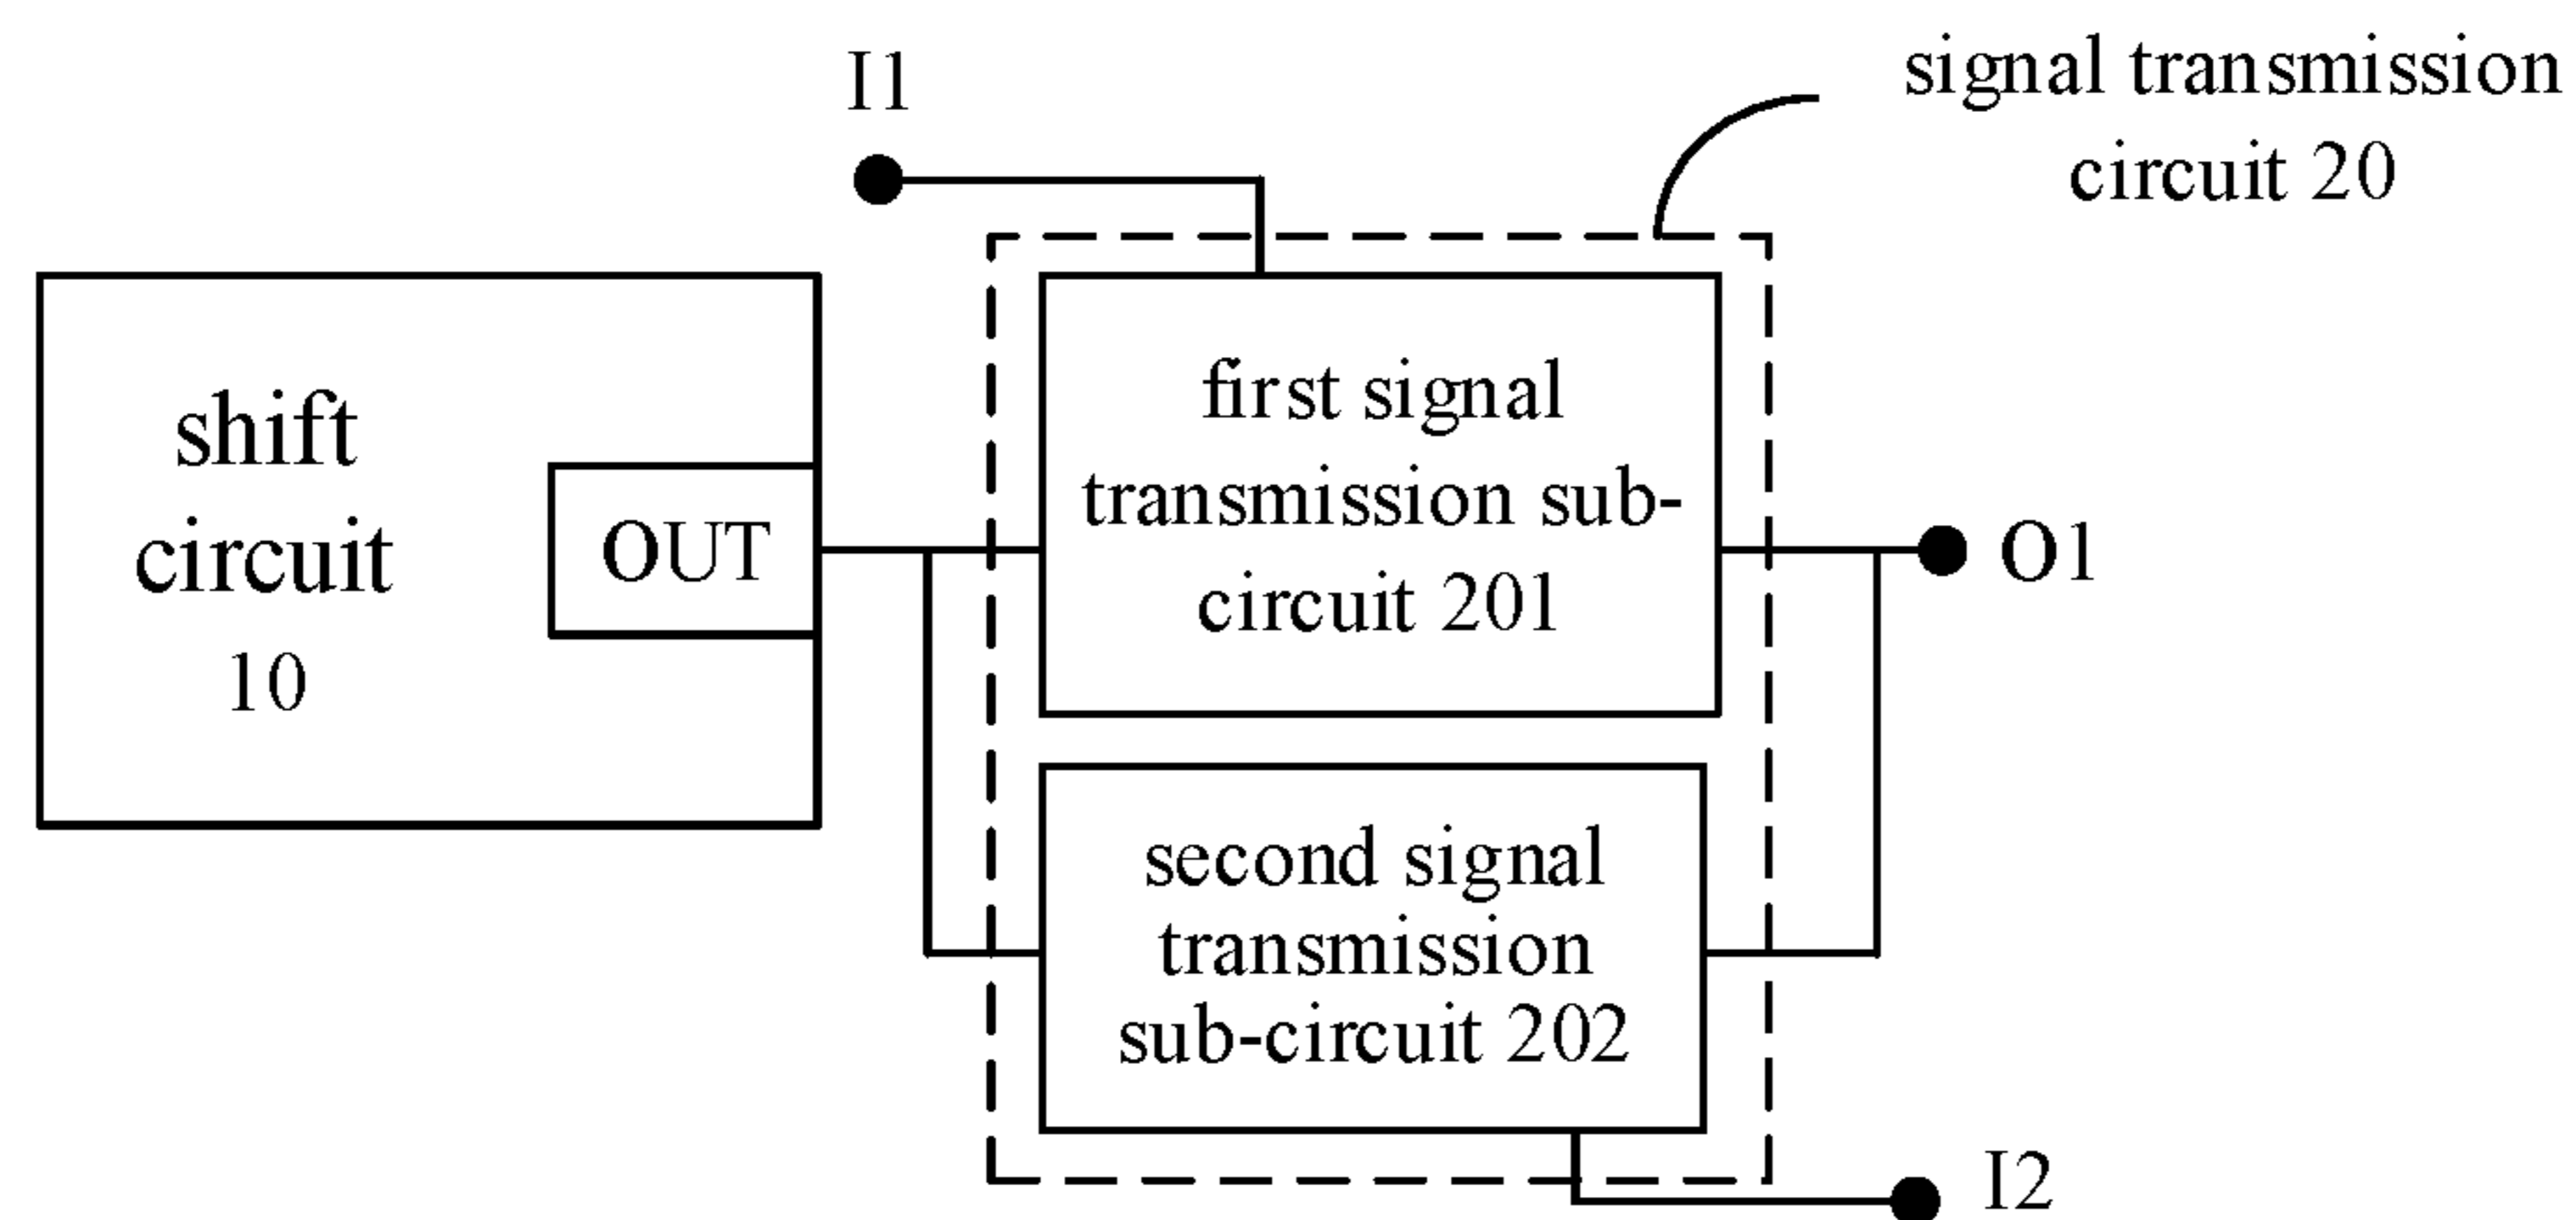 I1
signal transmission
circuit 20
shift
circuit
10
OUT
first signal
transmission sub-
circuit 201
O1
second signal
transmission
sub-circuit 202
I2